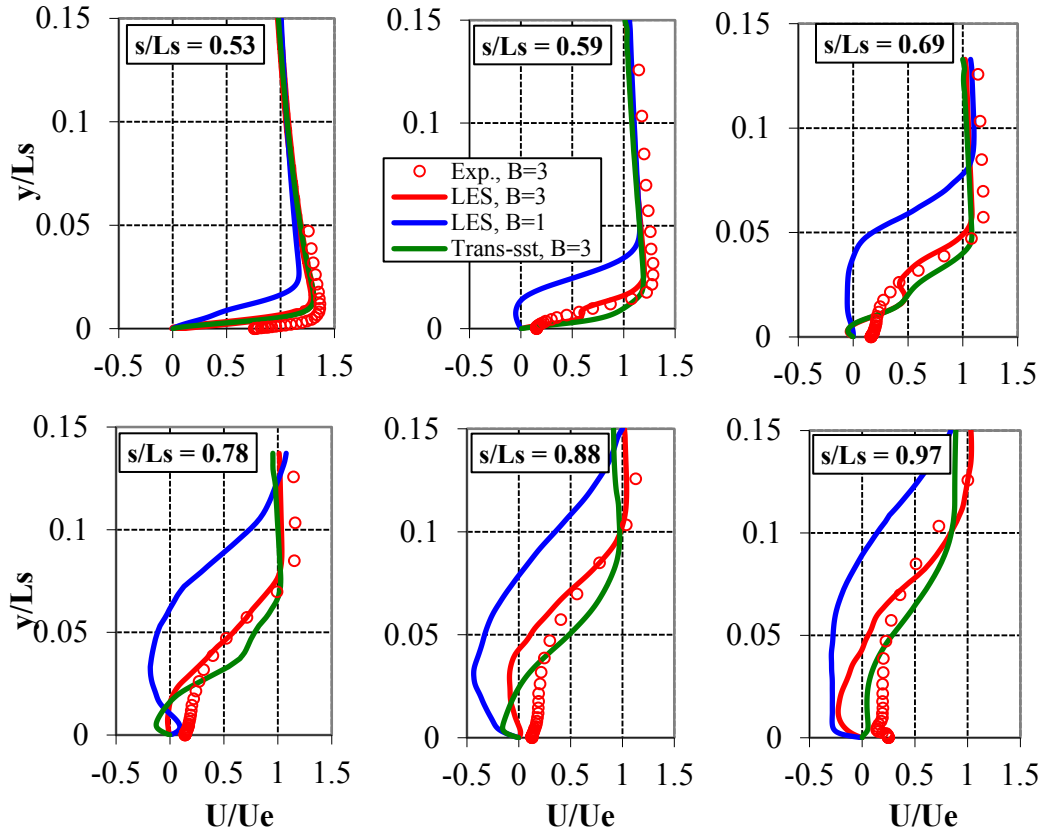 0.15
0.1
0.05
0
-0.5 0 0.5 1 1.5
y/Ls
s/Ls = 0.53
0.15
0.1
0.05
0
-0.5 0 0.5 1 1.5
s/Ls = 0.59
Exp., B=3
LES, B=3
LES, B=1
Trans-sst, B=3
0.15
0.1
0.05
0
-0.5 0 0.5 1 1.5
s/Ls = 0.69
0.15
0.1
0.05
0
-0.5 0 0.5 1 1.5
y/Ls
U/Ue
s/Ls = 0.78
0.15
0.1
0.05
0
-0.5 0 0.5 1 1.5
U/Ue
s/Ls = 0.88
0.15
0.1
0.05
0
-0.5 0 0.5 1 1.5
U/Ue
s/Ls = 0.97